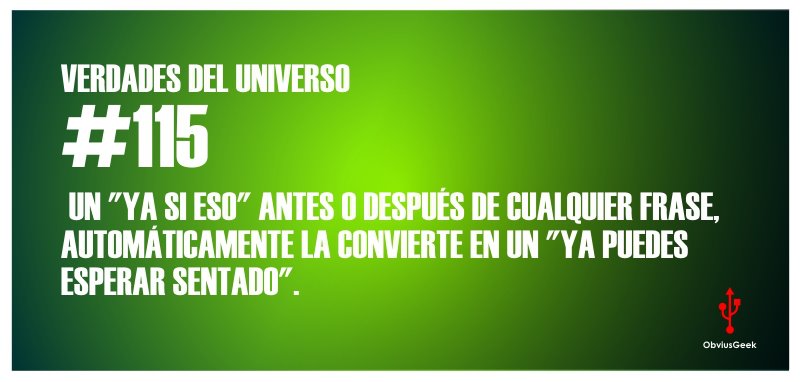 VERDADES DEL UNIVERSO
#115
UN "YA SI ESO" ANTES O DESPUÉS DE CUALQUIER FRASE,
AUTOMÁTICAMENTE LA CONVIERTE EN UN "YA PUEDES
ESPERAR SENTADO".
ObviusGeek